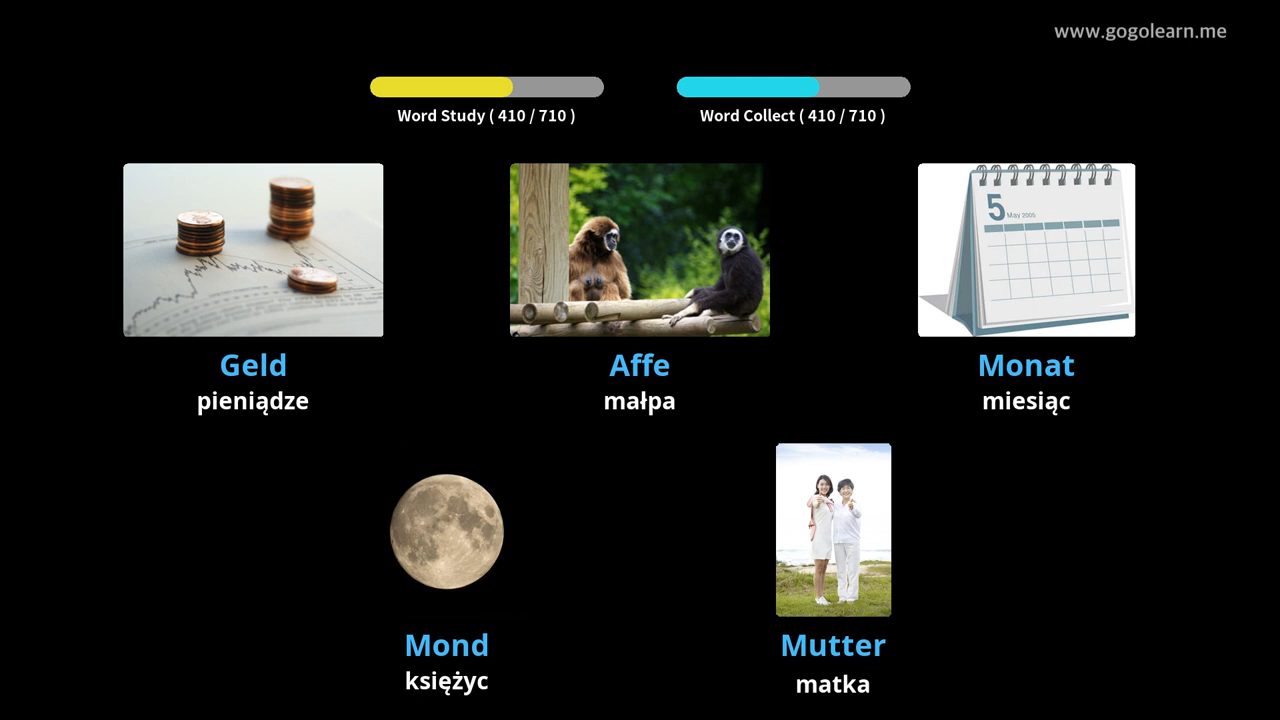 www.gogolearn.me
Word Study ( 410 / 710 )
Word Collect ( 410 / 710 )
5 May 2005
Geld
pieniądze
Affe
małpa
Monat
miesiąc
Mond
księżyc
Mutter
matka